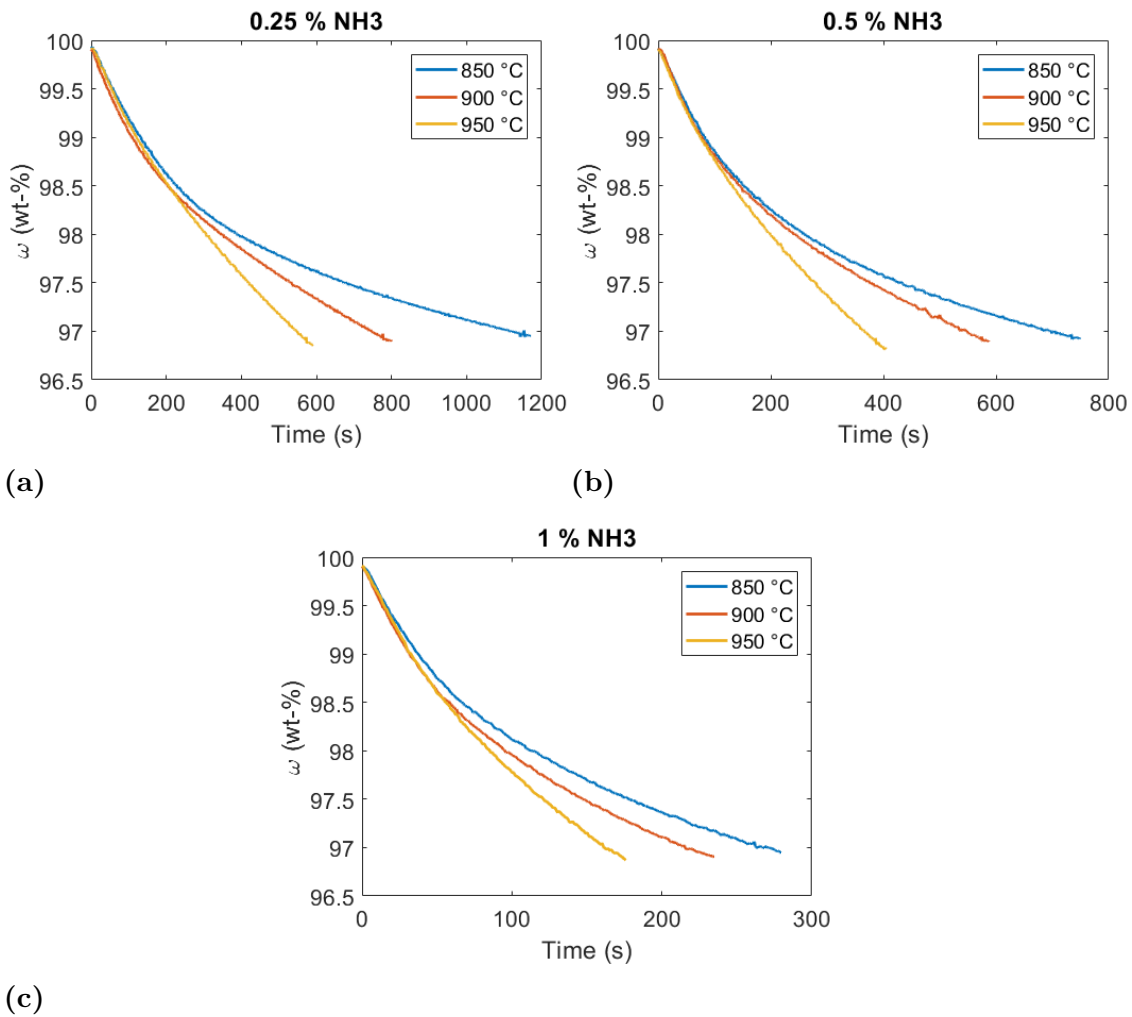 0.25 % NH3
100
99.5
99
98.5
98
97.5
97
96.5
ω (wt-%)
0 200 400 600 800 1000 1200
Time (s)
850 °C
900 °C
950 °C
(a)
0.5 % NH3
100
99.5
99
98.5
98
97.5
97
96.5
ω (wt-%)
0 200 400 600 800
Time (s)
850 °C
900 °C
950 °C
(b)
1 % NH3
100
99.5
99
98.5
98
97.5
97
96.5
ω (wt-%)
0 100 200 300
Time (s)
850 °C
900 °C
950 °C
(c)